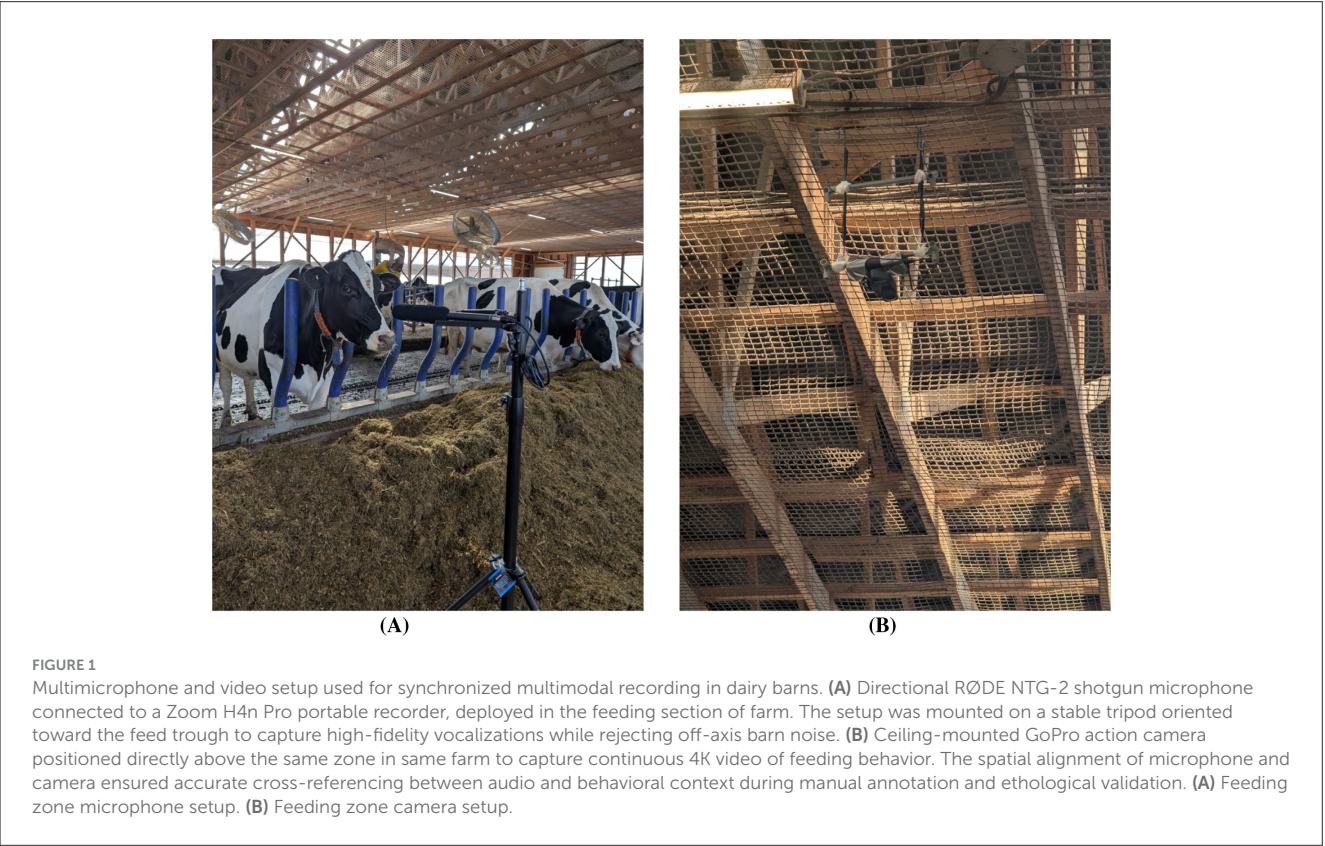 (A)
(B)
FIGURE 1
Multimicrophone and video setup used for synchronized multimodal recording in dairy barns. (A) Directional RØDE NTG-2 shotgun microphone
connected to a Zoom H4n Pro portable recorder, deployed in the feeding section of farm. The setup was mounted on a stable tripod oriented
toward the feed trough to capture high-fidelity vocalizations while rejecting off-axis barn noise. (B) Ceiling-mounted GoPro action camera
positioned directly above the same zone in same farm to capture continuous 4K video of feeding behavior. The spatial alignment of microphone and
camera ensured accurate cross-referencing between audio and behavioral context during manual annotation and ethological validation. (A) Feeding
zone microphone setup. (B) Feeding zone camera setup.